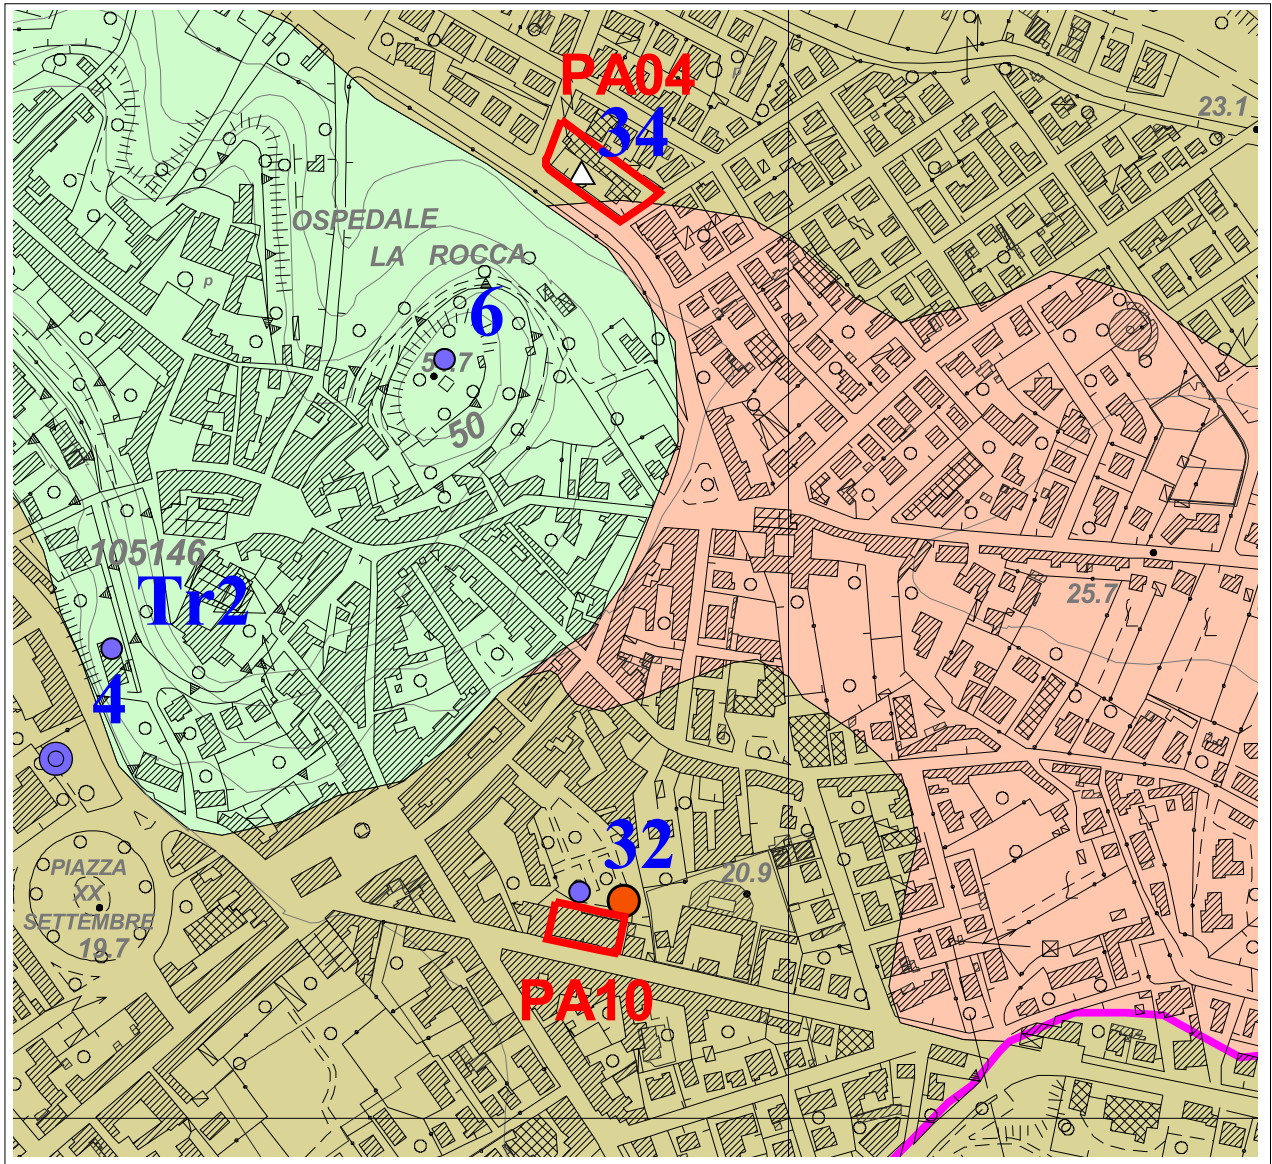 PA04
34
23.1
OSPEDALE
LA ROCCA
p
p
6
50
105146
Tr2
4
25.7
32
20.9
PIAZZA
XX
SETTEMBRE
19.7
PA10